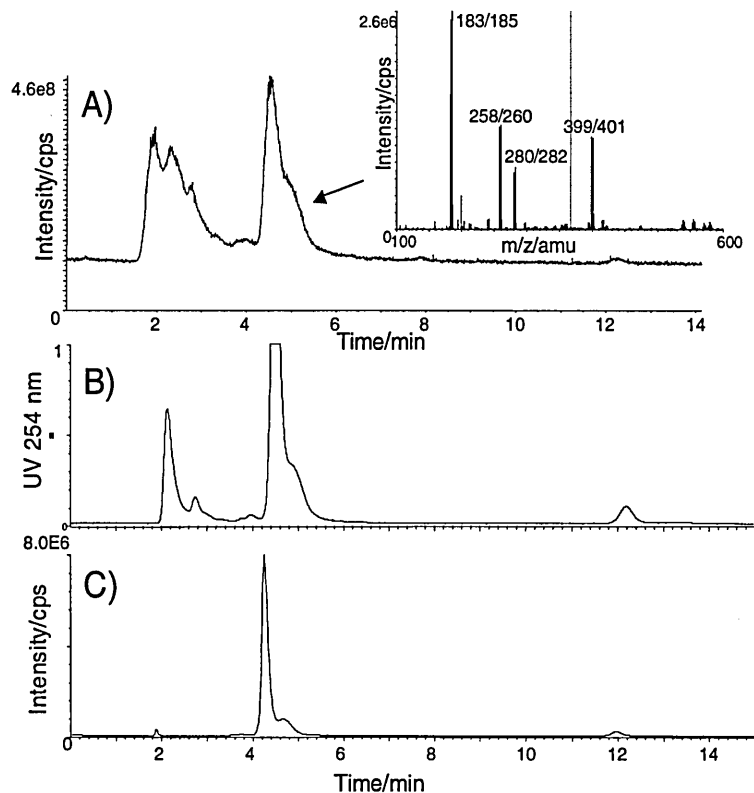 A)
4.6e8
Intensity/cps
0
2
4
6
8
10
12
14
Time/min
2.6e6
183/185
258/260
280/282
399/401
Intensity/cps
0
100
m/z/amu
600
B)
1
UV 254 nm
0
8.0E6
C)
Intensity/cps
0
2
4
6
8
10
12
14
Time/min